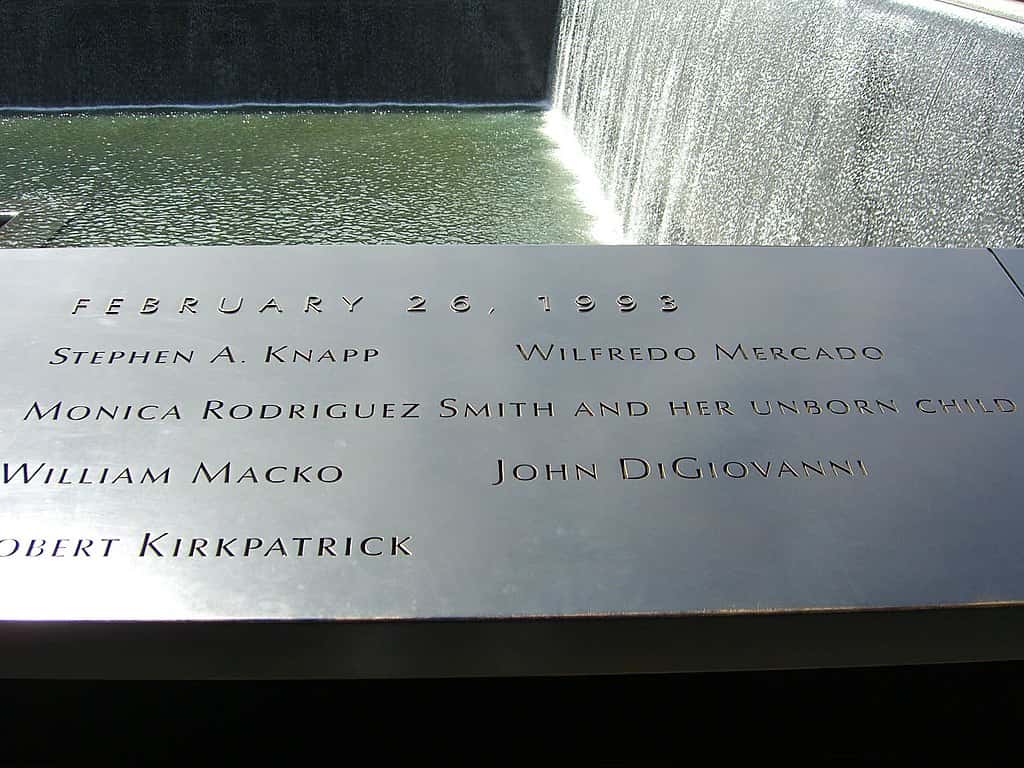 FEBRUARY 26, 1993
STEPHEN A. KNAPP WILFREDO MERCADO
MONICA RODRIGUEZ SMITH AND HER UNBORN CHILD
WILLIAM MACKO JOHN DIGIOVANNI
OBERT KIRKPATRICK